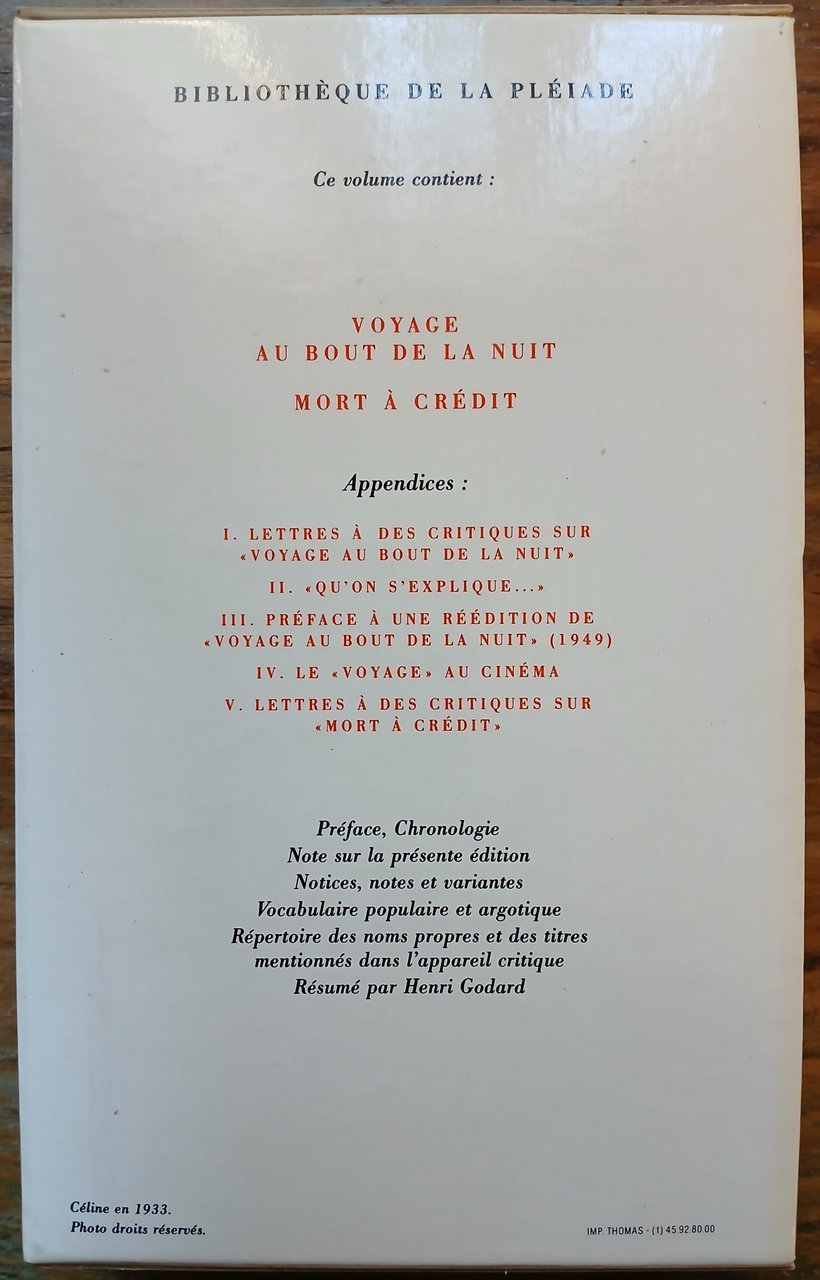 BIBLIOTHÈQUE DE LA PLÉIADE
Ce volume contient :
VOYAGE
AU BOUT DE LA NUIT
MORT À CRÉDIT
Appendices :
I. LETTRES À DES CRITIQUES SUR
«VOYAGE AU BOUT DE LA NUIT»
II. «QU'ON S'EXPLIQUE...»
III. PRÉFACE À UNE RÉÉDITION DE
«VOYAGE AU BOUT DE LA NUIT» (1949)
IV. LE «VOYAGE» AU CINÉMA
V. LETTRES À DES CRITIQUES SUR
«MORT À CRÉDIT»
Préface, Chronologie
Note sur la présente édition
Notices, notes et variantes
Vocabulaire populaire et argotique
Répertoire des noms propres et des titres
mentionnés dans l'appareil critique
Résumé par Henri Godard
Céline en 1933.
Photo droits réservés.
IMP. THOMAS - (1) 45.92.80.00